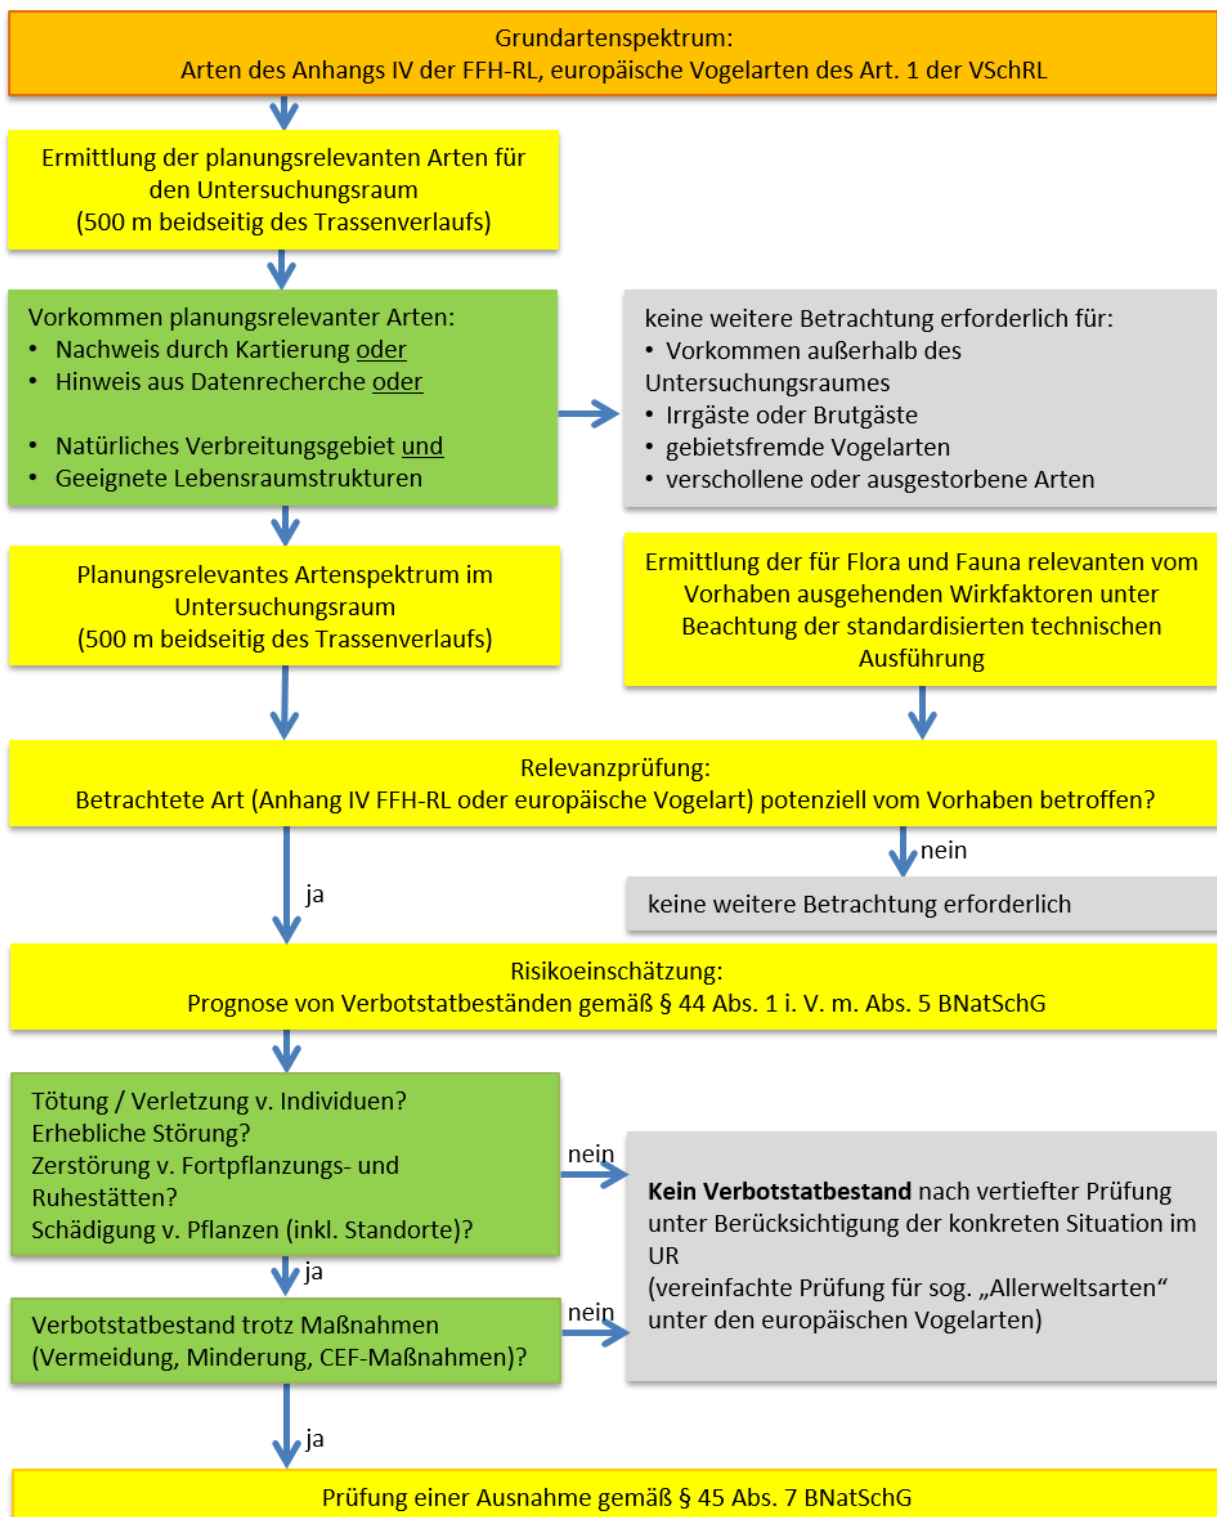 Grundartenspektrum:
Arten des Anhangs IV der FFH-RL, europäische Vogelarten des Art. 1 der VSchRL
Ermittlung der planungsrelevanten Arten für
den Untersuchungsraum
(500 m beidseitig des Trassenverlaufs)
Vorkommen planungsrelevanter Arten:
• Nachweis durch Kartierung oder
• Hinweis aus Datenrecherche oder
• Natürliches Verbreitungsgebiet und
• Geeignete Lebensraumstrukturen
keine weitere Betrachtung erforderlich für:
• Vorkommen außerhalb des
Untersuchungsraumes
• Irrgäste oder Brutgäste
• gebietsfremde Vogelarten
• verschollene oder ausgestorbene Arten
Planungsrelevantes Artenspektrum im
Untersuchungsraum
(500 m beidseitig des Trassenverlaufs)
Ermittlung der für Flora und Fauna relevanten vom
Vorhaben ausgehenden Wirkfaktoren unter
Beachtung der standardisierten technischen
Ausführung
Relevanzprüfung:
Betrachtete Art (Anhang IV FFH-RL oder europäische Vogelart) potenziell vom Vorhaben betroffen?
nein
ja
keine weitere Betrachtung erforderlich
Risikoeinschätzung:
Prognose von Verbotstatbeständen gemäß § 44 Abs. 1 i. V. m. Abs. 5 BNatSchG
Tötung / Verletzung v. Individuen?
Erhebliche Störung?
Zerstörung v. Fortpflanzungs- und
Ruhestätten?
Schädigung v. Pflanzen (inkl. Standorte)?
nein
ja
Verbotstatbestand trotz Maßnahmen
(Vermeidung, Minderung, CEF-Maßnahmen)?
nein
Kein Verbotstatbestand nach vertiefter Prüfung
unter Berücksichtigung der konkreten Situation im
UR
(vereinfachte Prüfung für sog. „Allerweltsarten“
unter den europäischen Vogelarten)
ja
Prüfung einer Ausnahme gemäß § 45 Abs. 7 BNatSchG